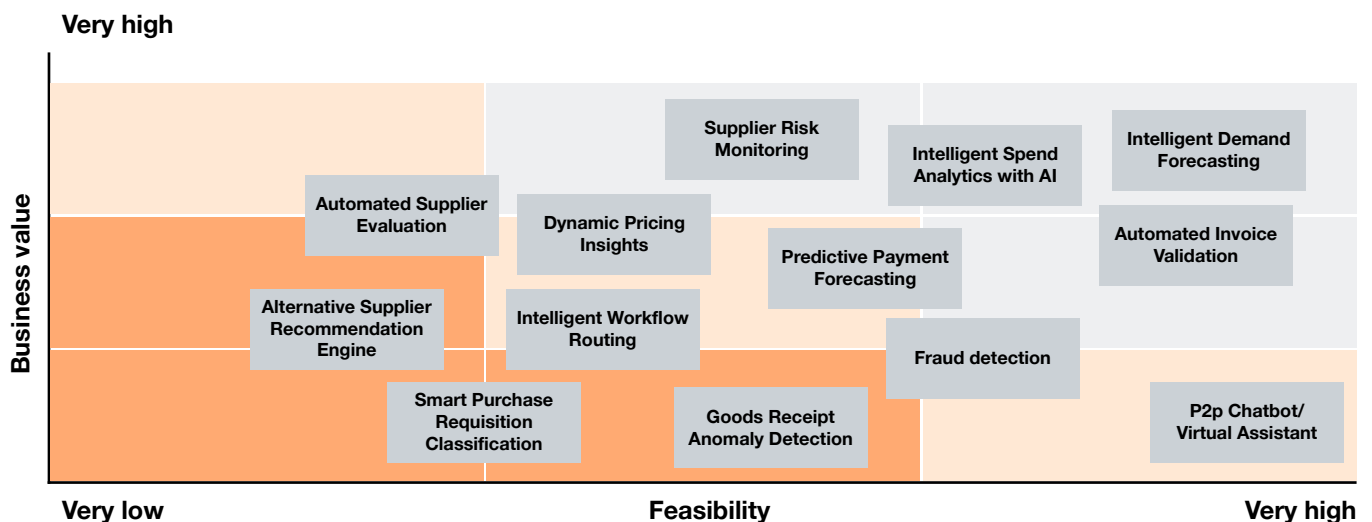 Very high
Business value
Supplier Risk
Monitoring
Intelligent Spend
Analytics with AI
Intelligent Demand
Forecasting
Automated Supplier
Evaluation
Dynamic Pricing
Insights
Predictive Payment
Forecasting
Automated Invoice
Validation
Alternative Supplier
Recommendation
Engine
Intelligent Workflow
Routing
Fraud detection
Smart Purchase
Requisition
Classification
Goods Receipt
Anomaly Detection
P2p Chatbot/
Virtual Assistant
Very low
Feasibility
Very high